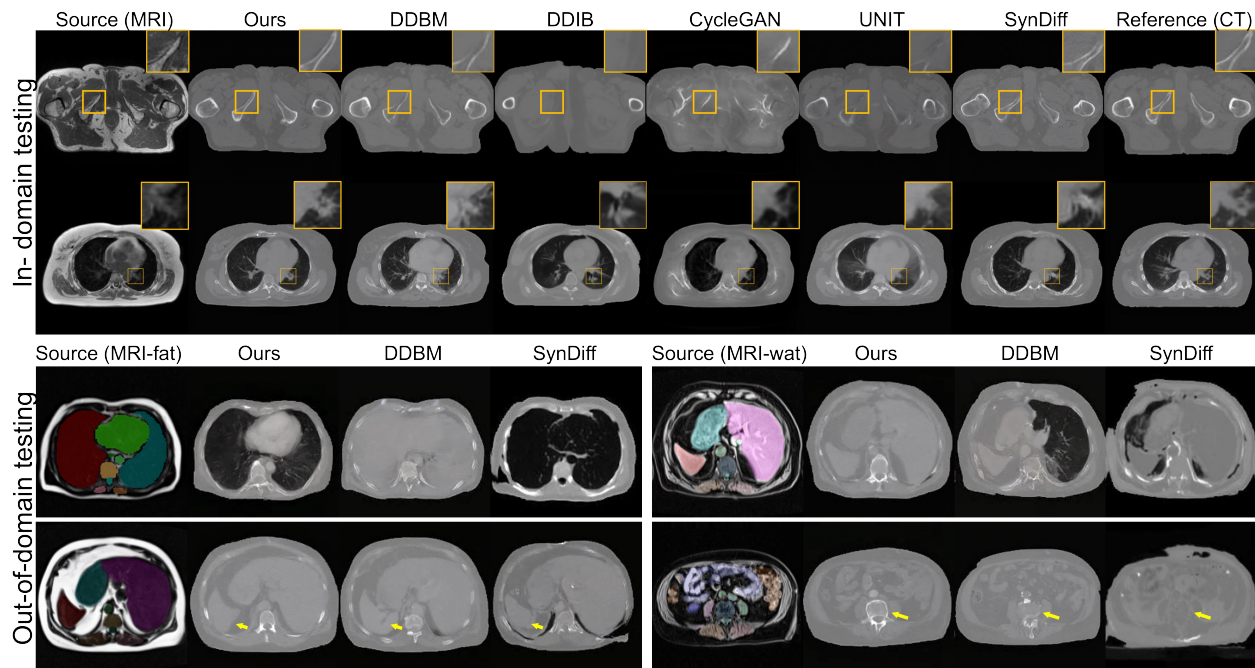 Source (MRI) Ours DDBM DDIB CycleGAN UNIT SynDiff Reference (CT)
In- domain testing
Source (MRI-fat) Ours DDBM SynDiff Source (MRI-wat) Ours DDBM SynDiff
Out-of-domain testing